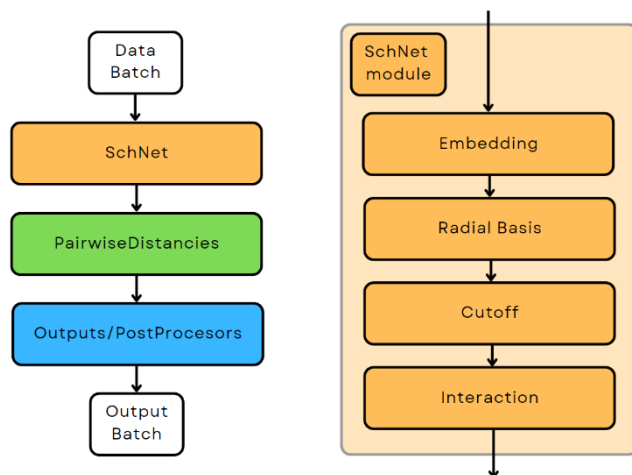 Data
Batch
SchNet
PairwiseDistancies
Outputs/PostProcesors
Output
Batch
SchNet
module
Embedding
Radial Basis
Cutoff
Interaction